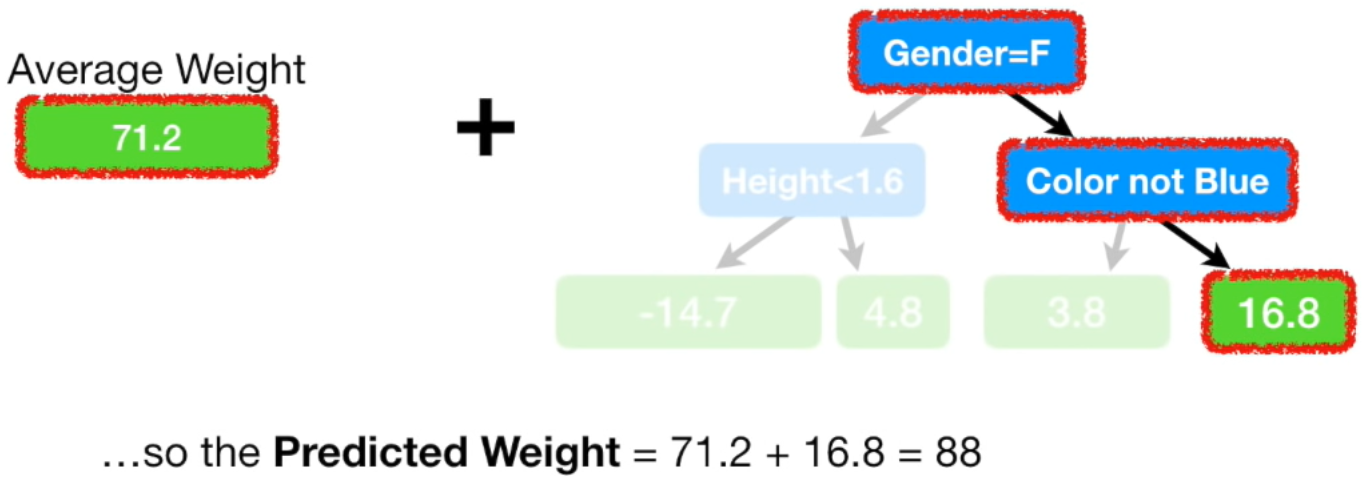 Gender=F
Average Weight
71.2
+
Height<1.6
Color not Blue
-14.7
4.8
3.8
16.8
...so the Predicted Weight = 71.2 + 16.8 = 88